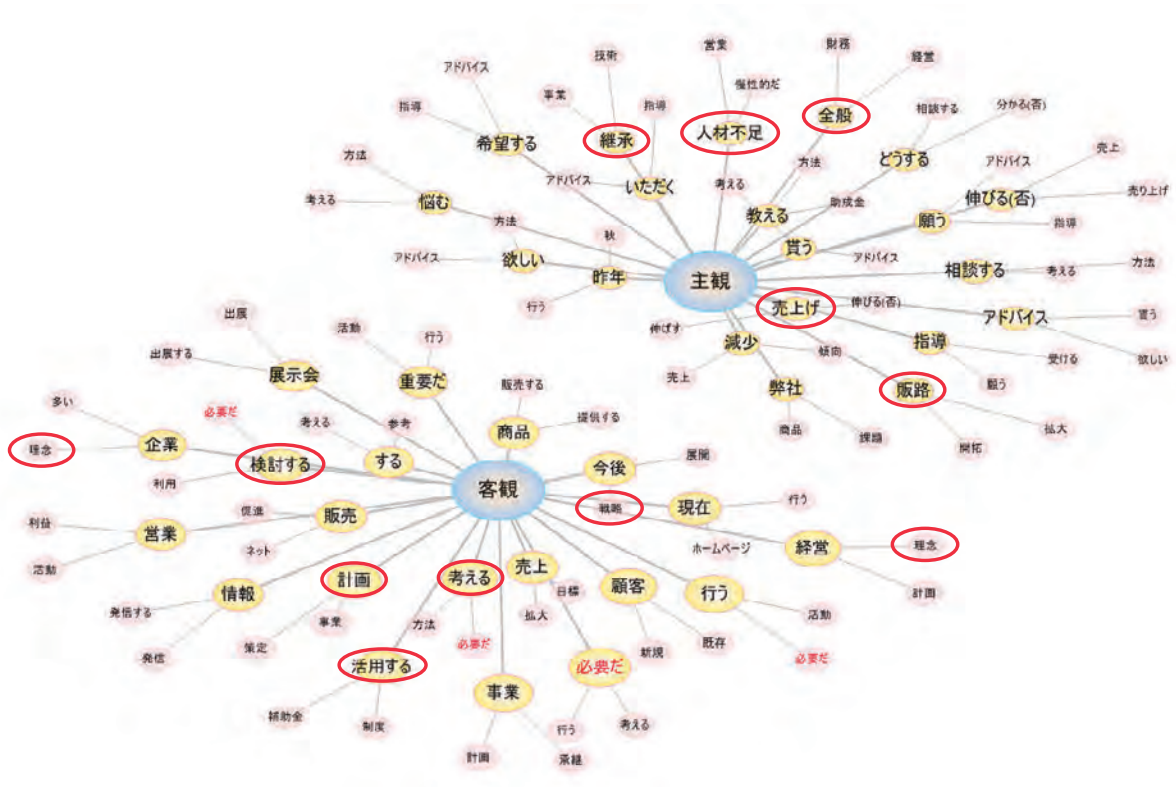 営業
財務
技術
経営
アドバイス
慢性的だ
事業
指導
指導
全般
相談する
分かる(否)
希望する
継承
人材不足
方法
どうする
アドバイス
売上
方法
アドバイス
いただく
考える
考える
悩む
教える
助成金
伸びる(否)
売り上げ
方法
願う
指導
秋
貰う
アドバイス
欲しい
アドバイス
昨年
主観
相談する
考える
方法
行う
売上げ
伸びる(否)
伸ばす
アドバイス
貰う
減少
傾向
指導
受ける
欲しい
売上
弊社
願う
販路
商品
課題
開拓
拡大
出展
活動
行う
出展する
展示会
重要だ
販売する
多い
必要だ
考える
参考
提供する
商品
理念
企業
検討する
する
今後
展開
利用
客観
戦略
現在
行う
利益
営業
促進
販売
ネット
ホームページ
経営
理念
活動
情報
計画
考える
売上
目標
顧客
行う
計画
発信する
事業
方法
拡大
活動
発信
策定
必要だ
新規
既存
必要だ
活用する
必要だ
事業
補助金
制度
行う
考える
計画
承継